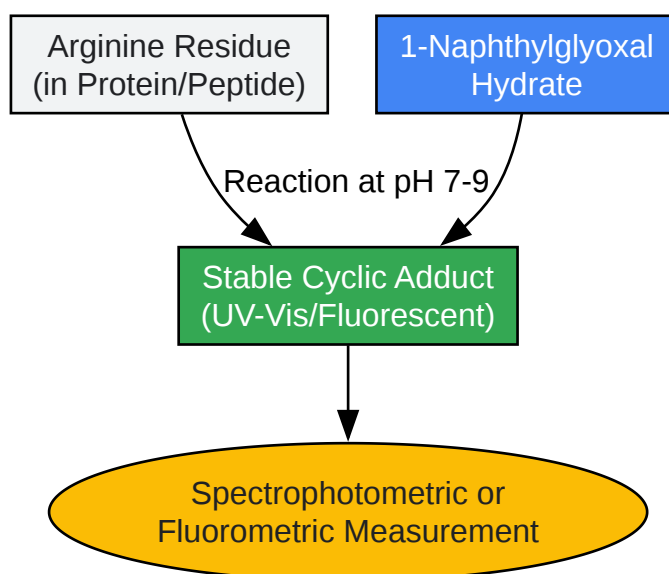 Arginine Residue
(in Protein/Peptide)
1-Naphthylglyoxal
Hydrate
Reaction at pH 7-9
Stable Cyclic Adduct
(UV-Vis/Fluorescent)
Spectrophotometric or
Fluorometric Measurement